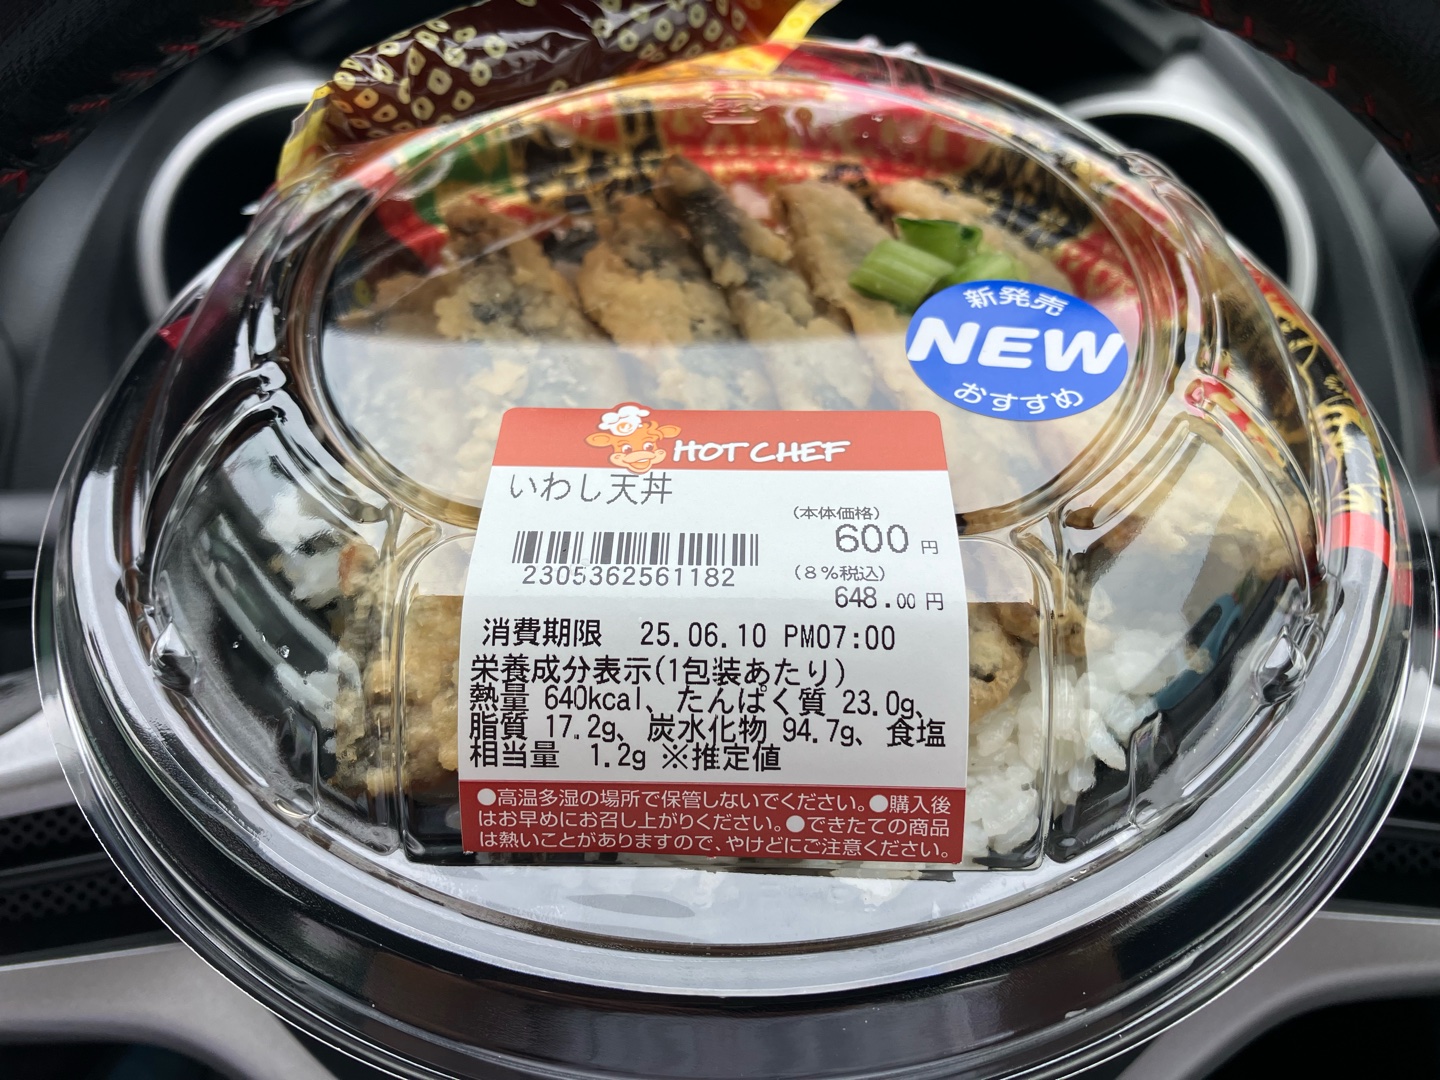 新発売
NEW
おすすめ
HOT CHEF
いわし天丼
(本体価格)
600円
2305362561182
(8%税込)
648.00円
消費期限 25.06.10 PM07:00
栄養成分表示(1包装あたり)
熱量 640kcal、たんぱく質 23.0g、
脂質 17.2g、炭水化物 94.7g、食塩
相当量 1.2g ※推定値
●高温多湿の場所で保管しないでください。●購入後
はお早めにお召し上がりください。●できたての商品
は熱いことがありますので、やけどにご注意ください。